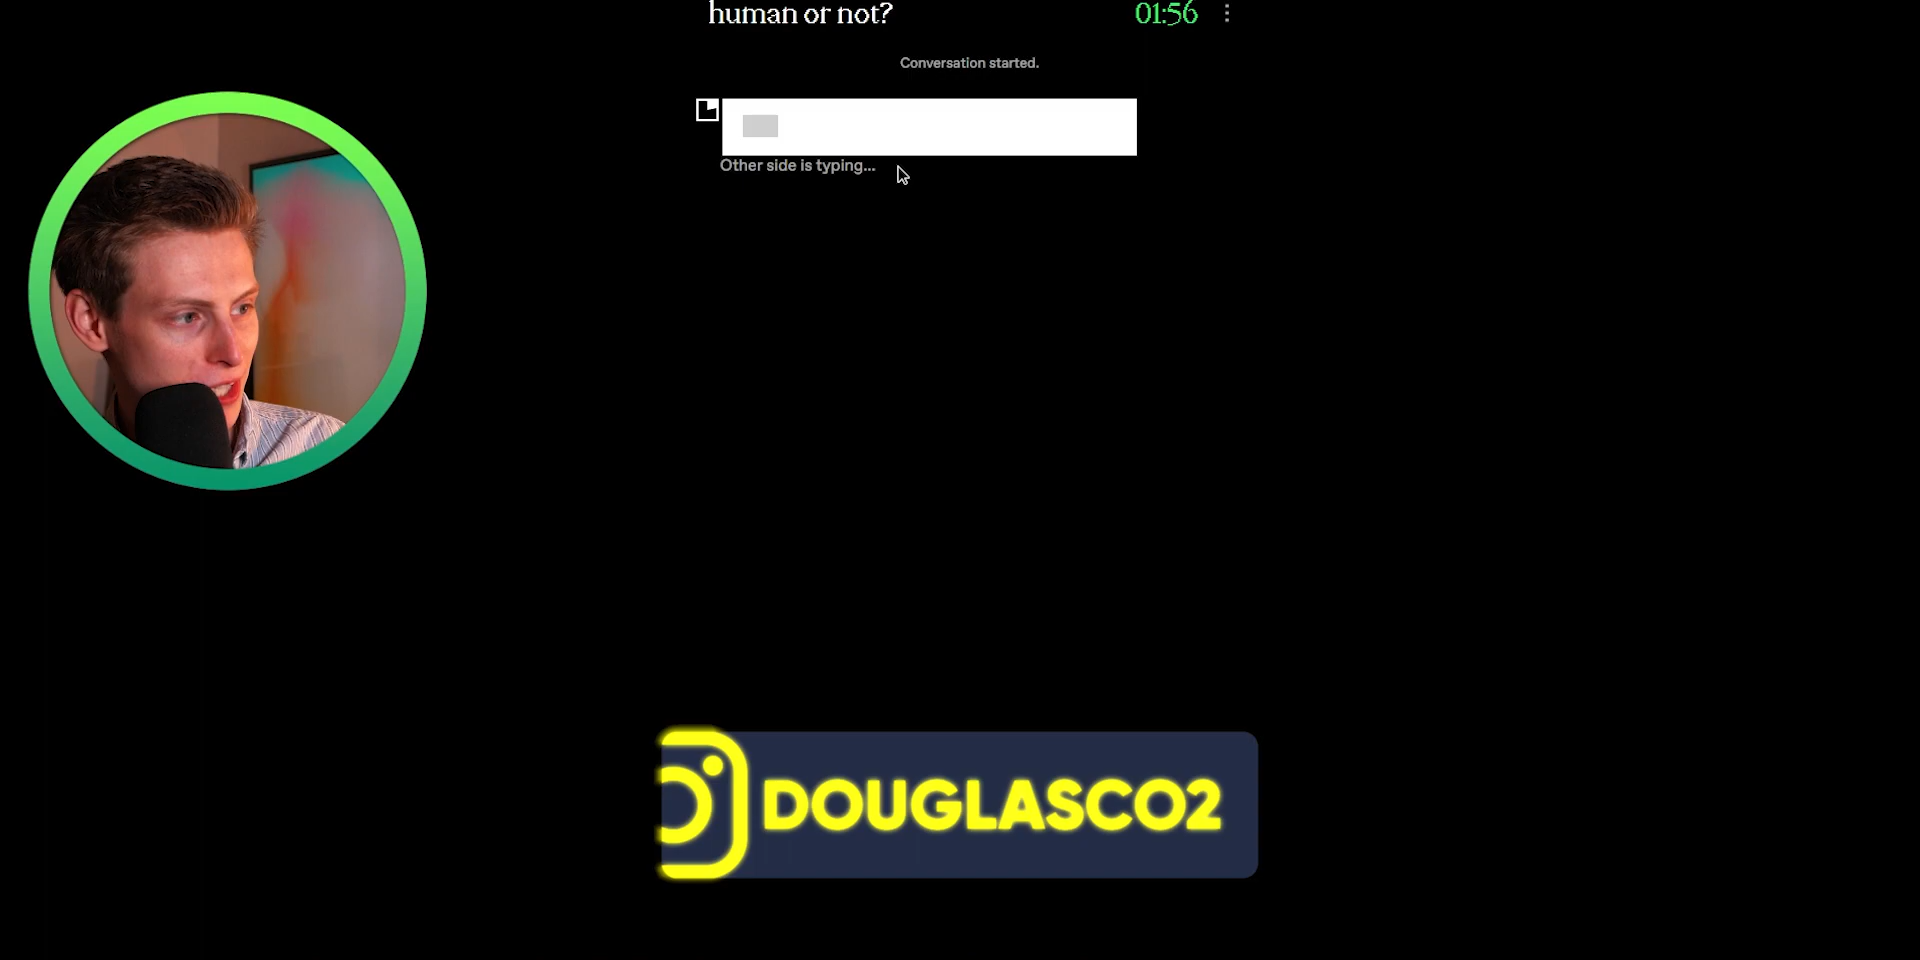 human or not?
01:56
Conversation started.
Other side is typing...
DOUGLASCO2